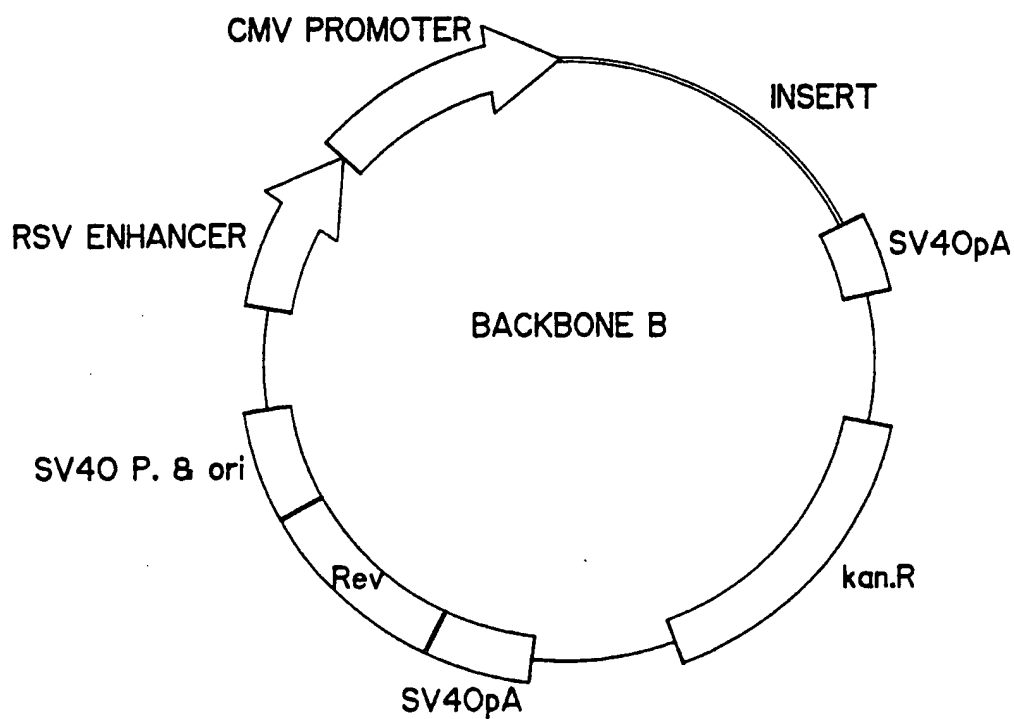 CMV PROMOTER
INSERT
RSV ENHANCER
SV40pA
BACKBONE B
SV40 P. & ori
Rev
kan.R
SV40pA